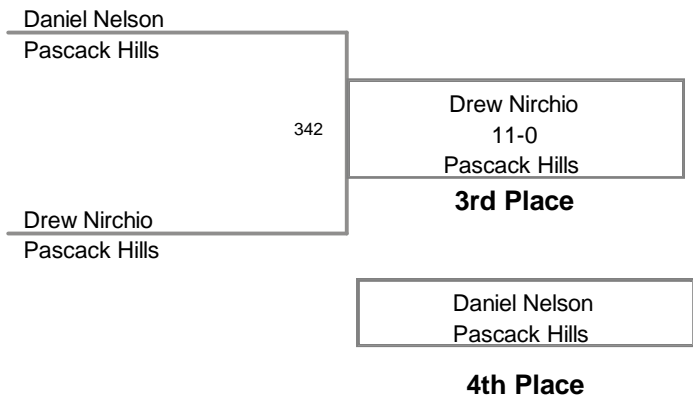 Daniel Nelson
Pascack Hills
342
Drew Nirchio
11-0
Pascack Hills
3rd Place
Drew Nirchio
Pascack Hills
Daniel Nelson
Pascack Hills
4th Place